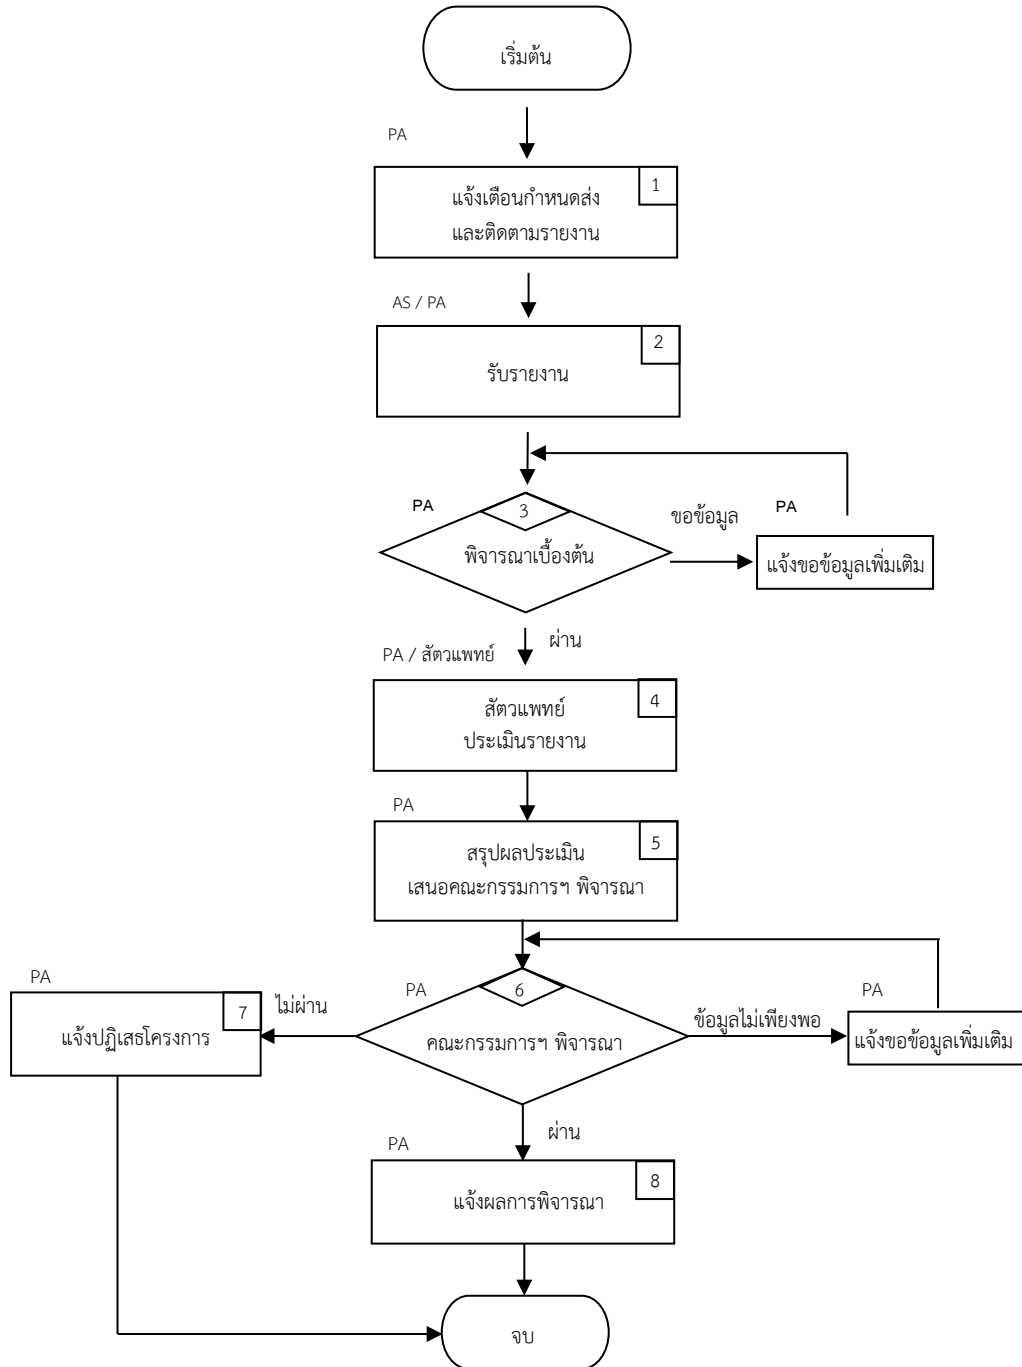 เริ่มต้น
PA
1
แจ้งเตือนกำหนดส่ง
และติดตามรายงาน
AS / PA
2
รับรายงาน
PA
3
พิจารณาเบื้องต้น
ขอข้อมูล
PA
แจ้งขอข้อมูลเพิ่มเติม
ผ่าน
PA / สัตวแพทย์
4
สัตวแพทย์
ประเมินรายงาน
PA
5
สรุปผลประเมิน
เสนอคณะกรรมการฯ พิจารณา
PA
7
แจ้งปฏิเสธโครงการ
ไม่ผ่าน
PA
6
คณะกรรมการฯ พิจารณา
ข้อมูลไม่เพียงพอ
PA
แจ้งขอข้อมูลเพิ่มเติม
ผ่าน
PA
8
แจ้งผลการพิจารณา
จบ